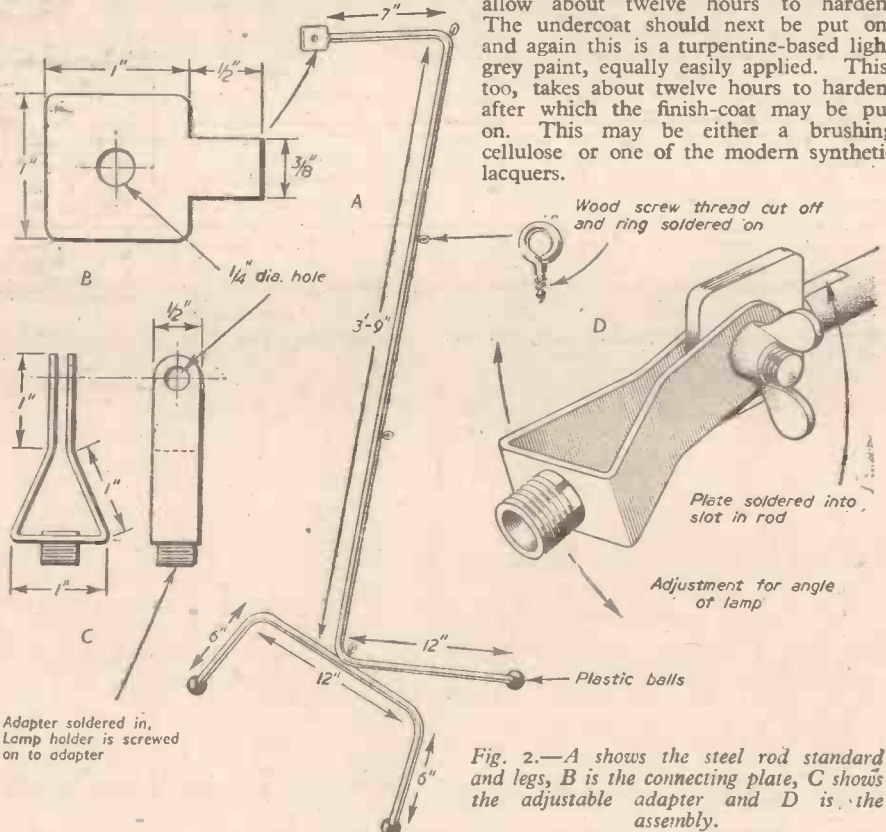 allow about twelve hours to harden
The undercoat should next be put on
and again this is a turpentine-based ligh
grey paint, equally easily applied. This
too, takes about twelve hours to harden
after which the finish-coat may be pu
on. This may be either a brushing
cellulose or one of the modern syntheti
lacquers.
7"
1"
1/2"
1"
3/8"
A
B
1/4" dia. hole
Wood screw thread cut off
and ring soldered on
D
3'-9"
1/2"
1"
1"
1"
C
Plate soldered into
slot in rod
Adjustment for angle
of lamp
6"
12"
12"
Plastic balls
6"
Adapter soldered in,
Lamp holder is screwed
on to adapter
Fig. 2.—A shows the steel rod standard
and legs, B is the connecting plate, C shows
the adjustable adapter and D is the
assembly.